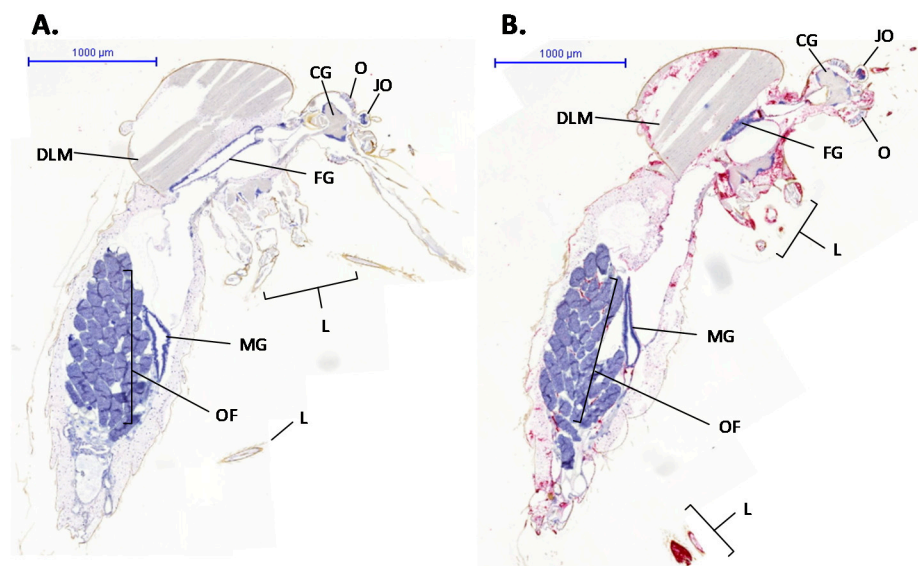 A.
1000 µm
CG
O
JO
DLM
FG
L
MG
OF
L
B.
1000 µm
CG
JO
DLM
FG
O
L
MG
OF
L